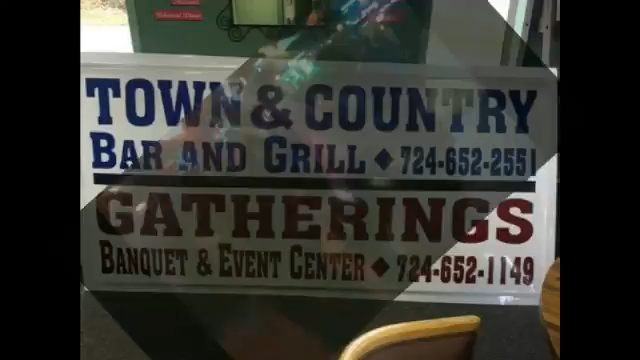 TOWN & COUNTRY
BAR AND GRILL ◆ 724-652-2551
GATHERINGS
BANQUET & EVENT CENTER ◆ 724-652-1149